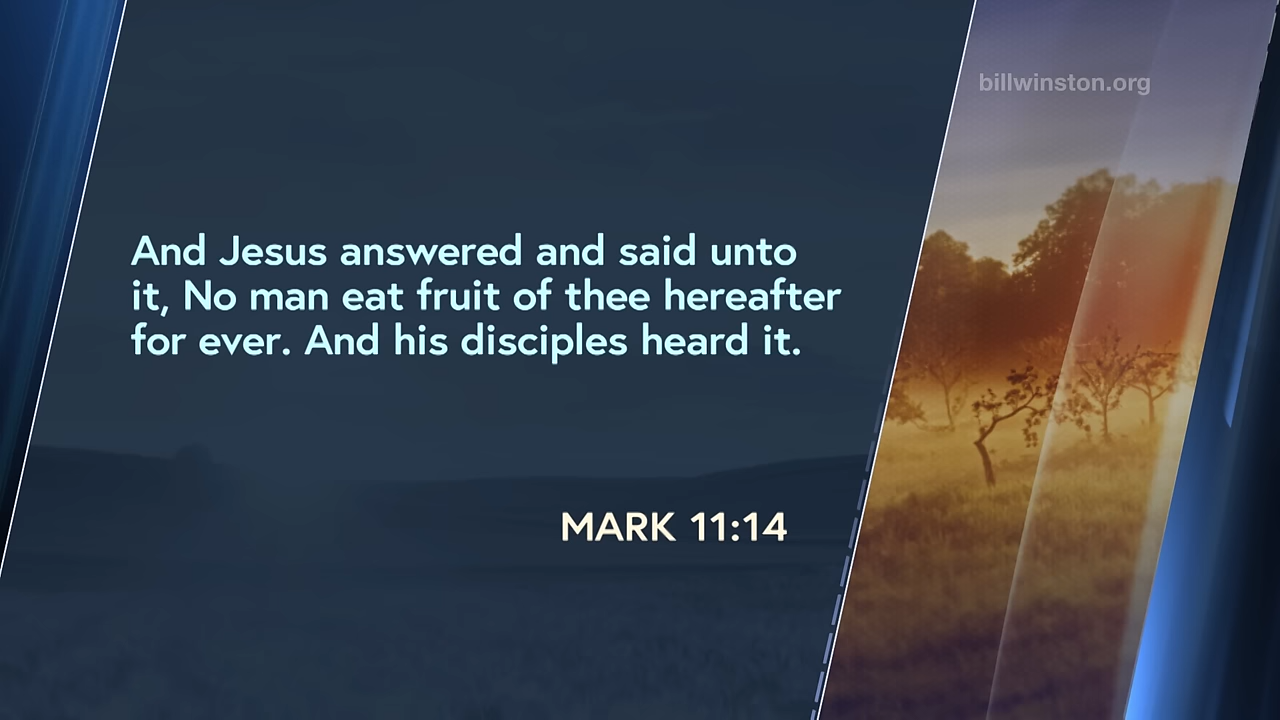 billwinston.org
And Jesus answered and said unto
it, No man eat fruit of thee hereafter
for ever. And his disciples heard it.
MARK 11:14